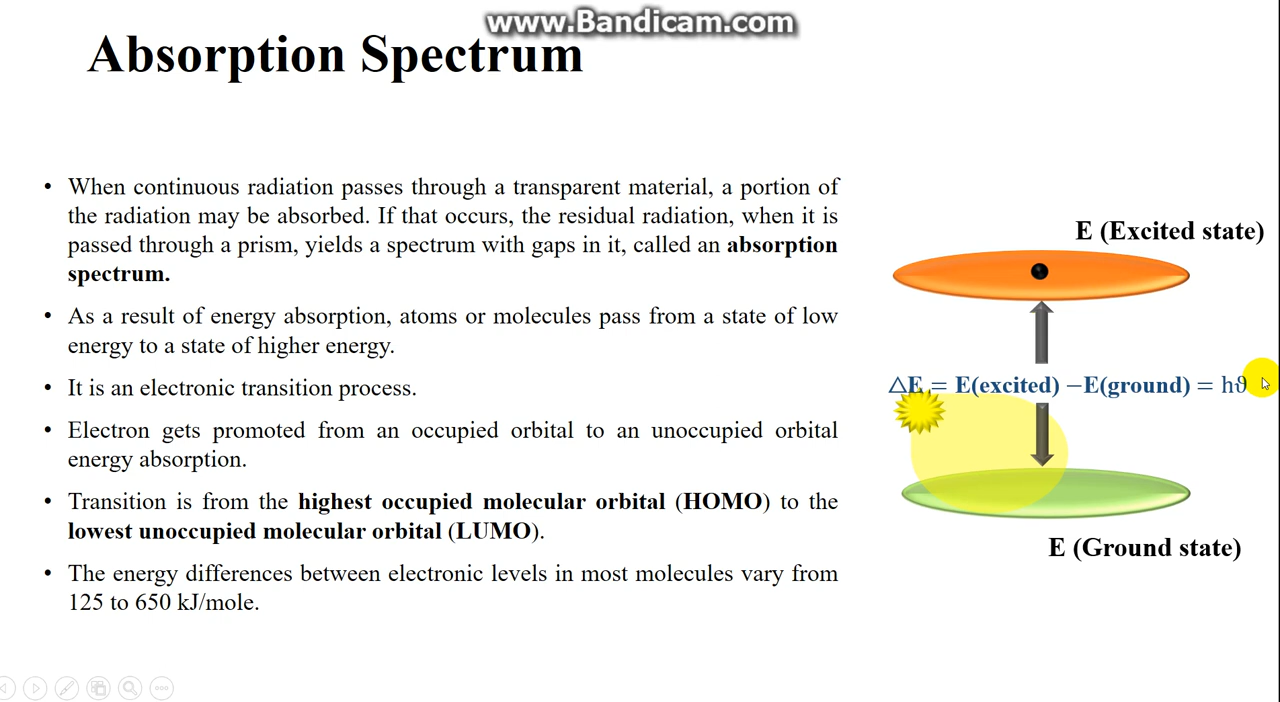 www.Bandicam.com
Absorption Spectrum
• When continuous radiation passes through a transparent material, a portion of
the radiation may be absorbed. If that occurs, the residual radiation, when it is
passed through a prism, yields a spectrum with gaps in it, called an absorption
spectrum.
• As a result of energy absorption, atoms or molecules pass from a state of low
energy to a state of higher energy.
• It is an electronic transition process.
• Electron gets promoted from an occupied orbital to an unoccupied orbital
energy absorption.
• Transition is from the highest occupied molecular orbital (HOMO) to the
lowest unoccupied molecular orbital (LUMO).
• The energy differences between electronic levels in most molecules vary from
125 to 650 kJ/mole.
E (Excited state)
△E = E(excited) −E(ground) = hϑ
E (Ground state)